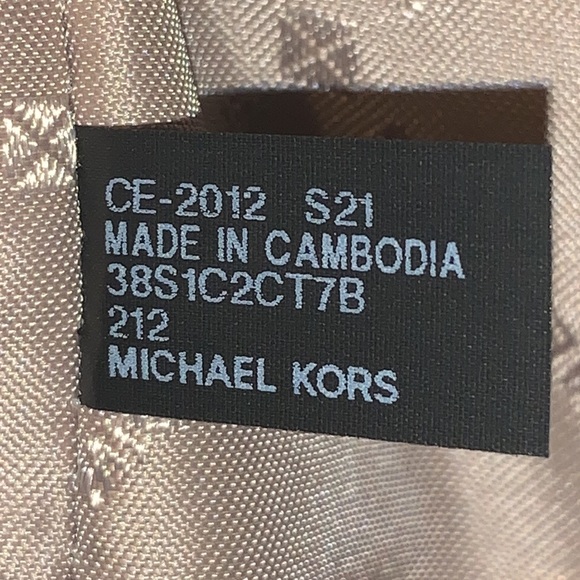 CE-2012 S21
MADE IN CAMBODIA
38S1C2CT7B
212
MICHAEL KORS